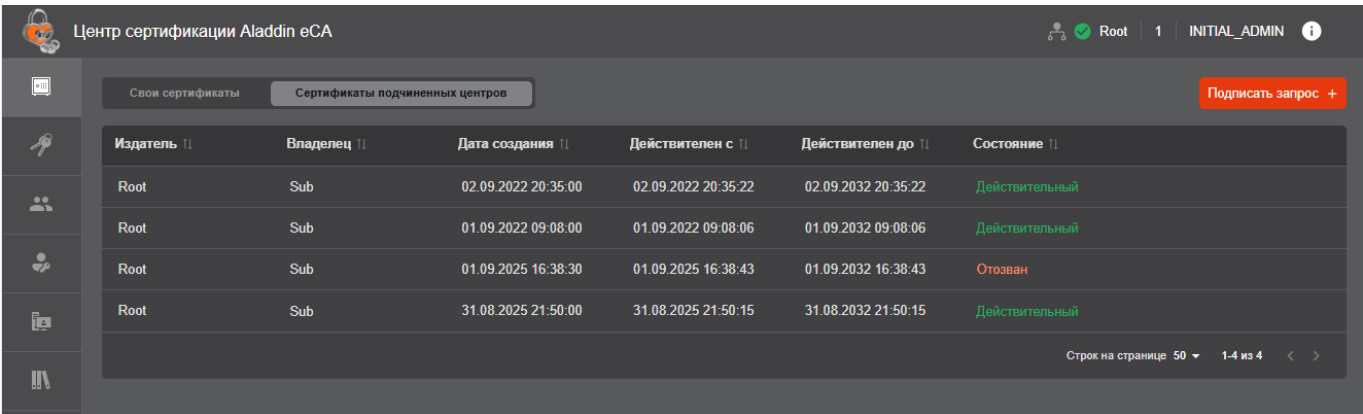 Центр сертификации Aladdin eCA Root 1 INITIAL_ADMIN i
Свои сертификаты Сертификаты подчиненных центров Подписать запрос +
Издатель Владелец Дата создания Действителен с Действителен до Состояние
Root Sub 02.09.2022 20:35:00 02.09.2022 20:35:22 02.09.2032 20:35:22 Действительный
Root Sub 01.09.2022 09:08:00 01.09.2022 09:08:06 01.09.2032 09:08:06 Действительный
Root Sub 01.09.2025 16:38:30 01.09.2025 16:38:43 01.09.2032 16:38:43 Отозван
Root Sub 31.08.2025 21:50:00 31.08.2025 21:50:15 31.08.2032 21:50:15 Действительный
Строк на странице 50 1-4 из 4